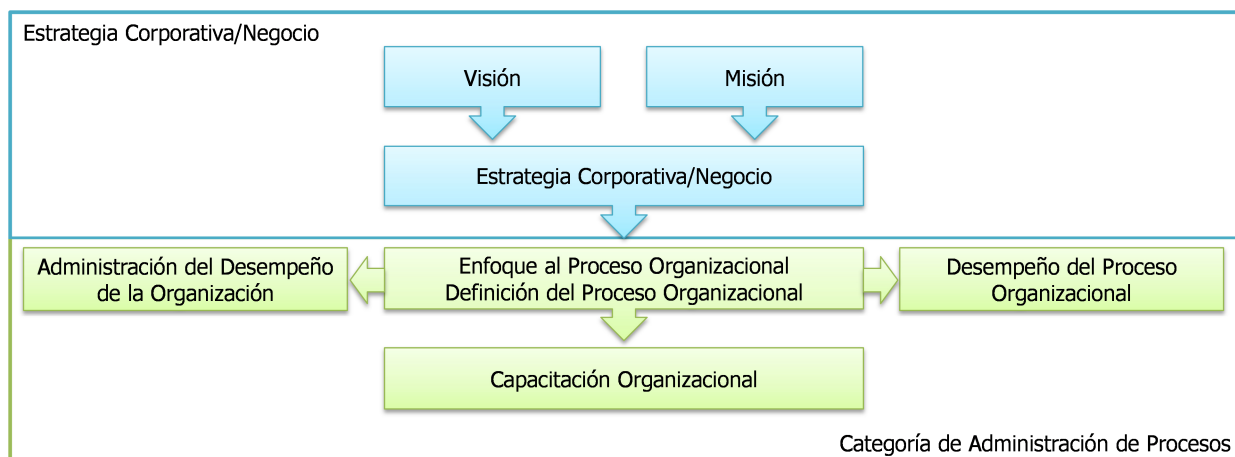 Estrategia Corporativa/Negocio
Visión
Misión
Estrategia Corporativa/Negocio
Administración del Desempeño
de la Organización
Enfoque al Proceso Organizacional
Definición del Proceso Organizacional
Desempeño del Proceso
Organizacional
Capacitación Organizacional
Categoría de Administración de Procesos